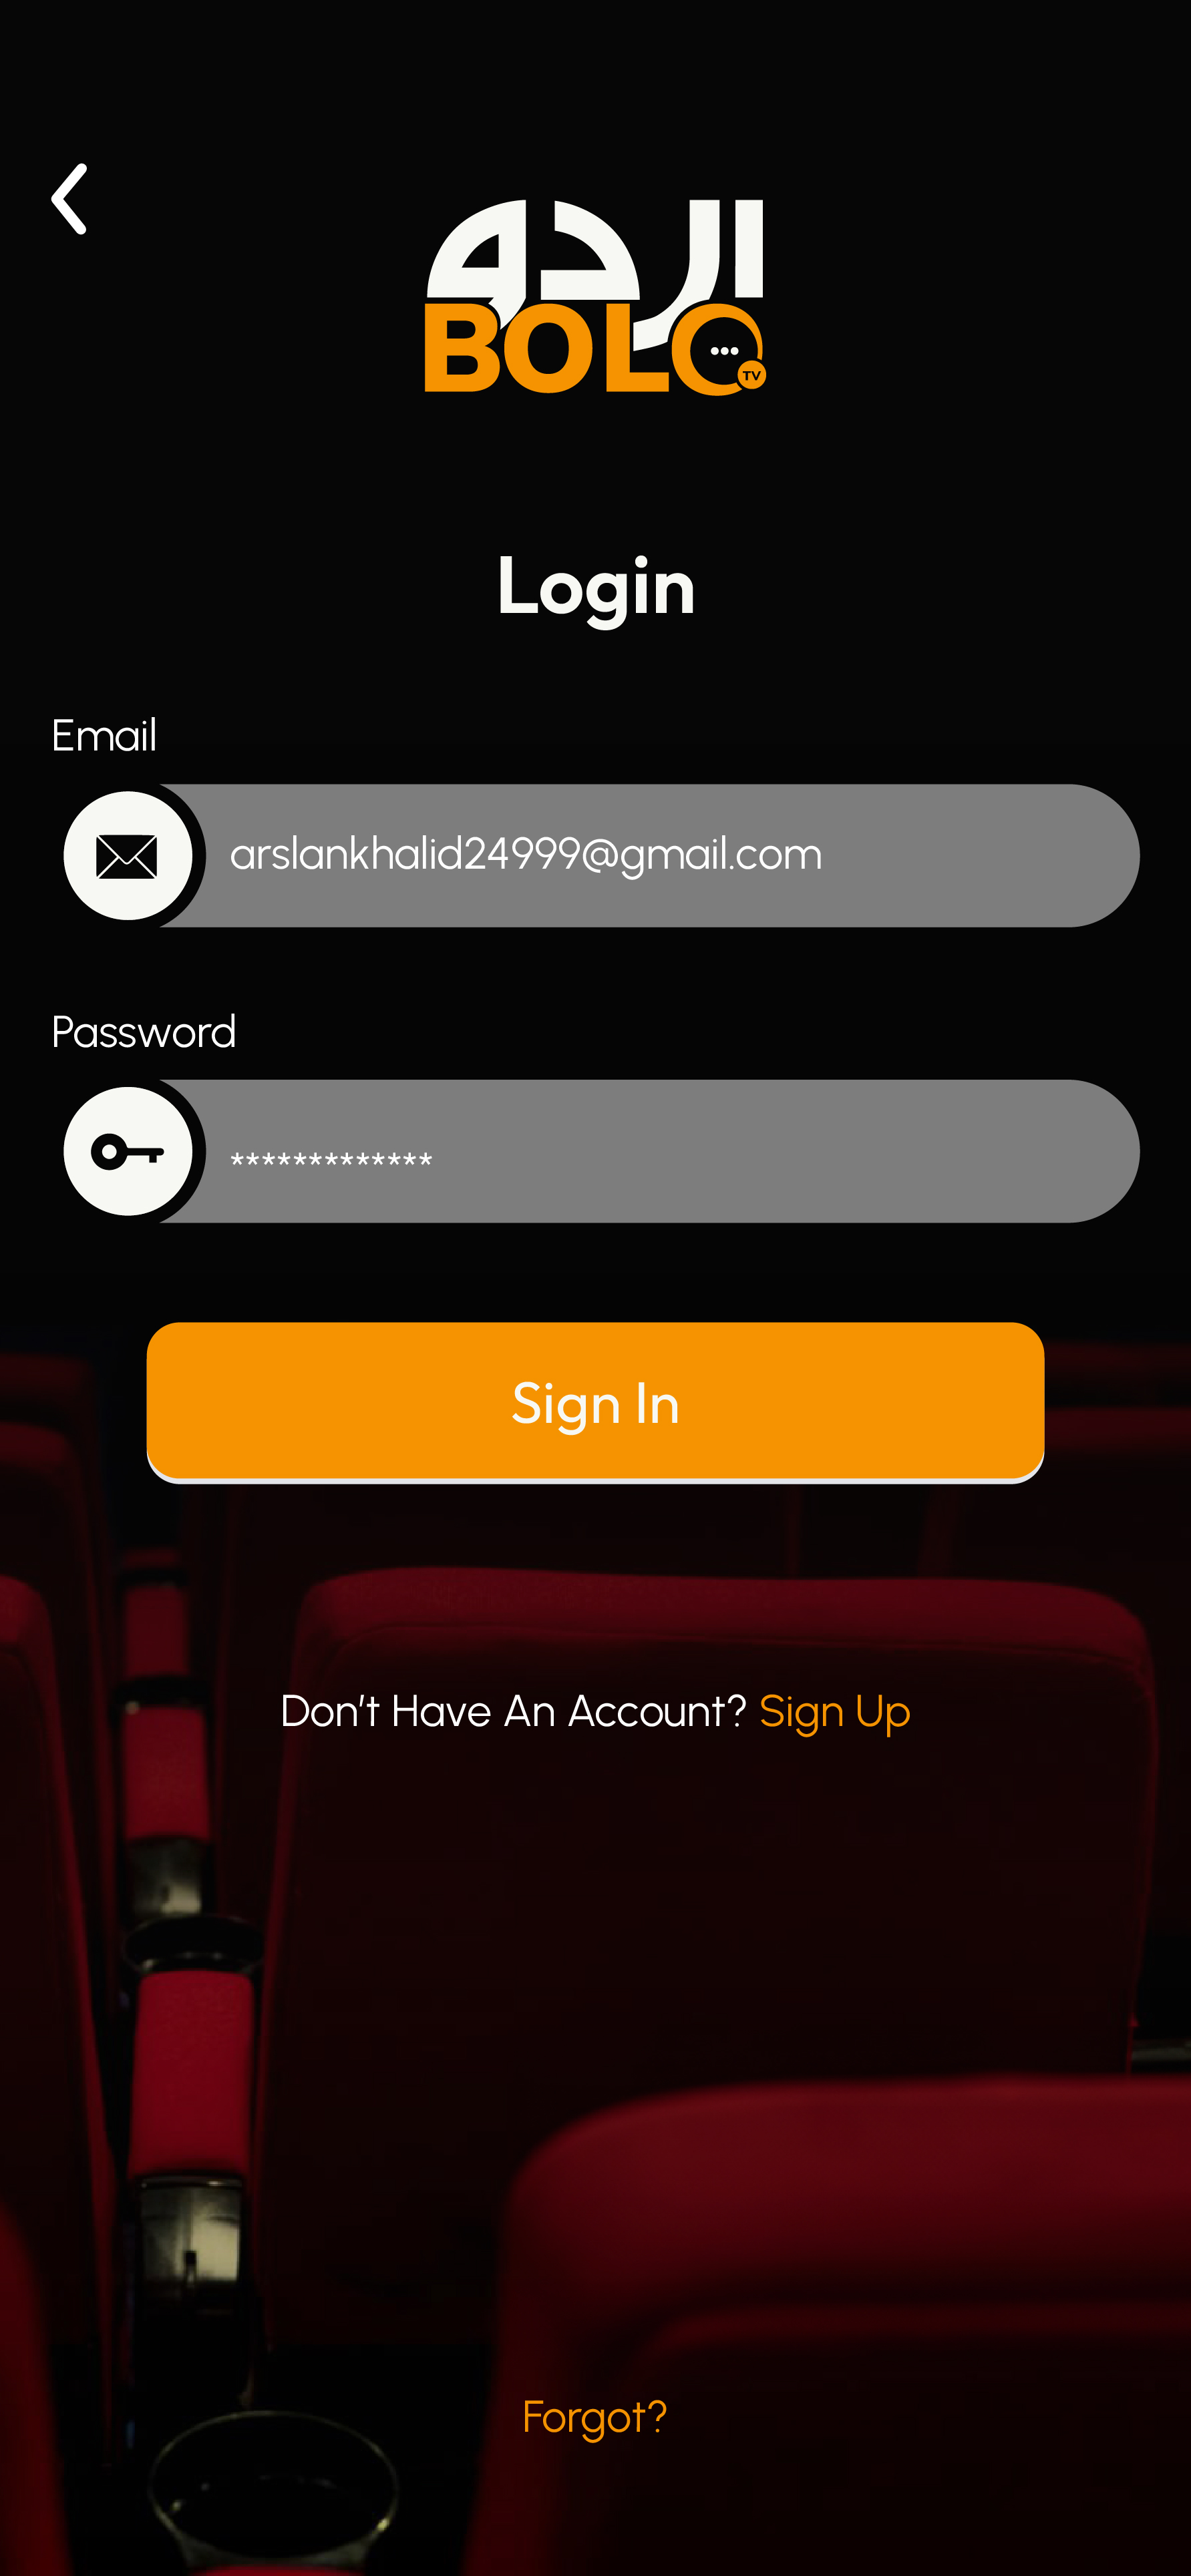 اردو
BOLO
TV
Login
Email
arslankhalid24999@gmail.com
Password
*************
Sign In
Don't Have An Account? Sign Up
Forgot?